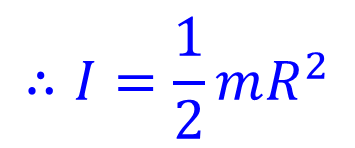 ∴ I = 1/2 mR²